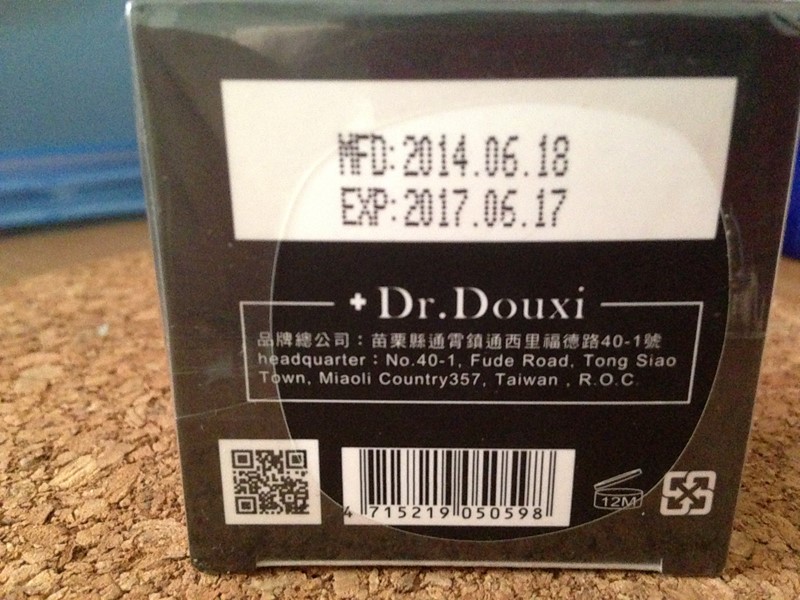 MFD:2014.06.18
EXP:2017.06.17
Dr.Douxi
品牌總公司：苗栗縣通霄鎮通西里福德路40-1號
headquarter：No.40-1, Fude Road, Tong Siao
Town, Miaoli Country357, Taiwan , R.O.C
4 715219 050598
12M